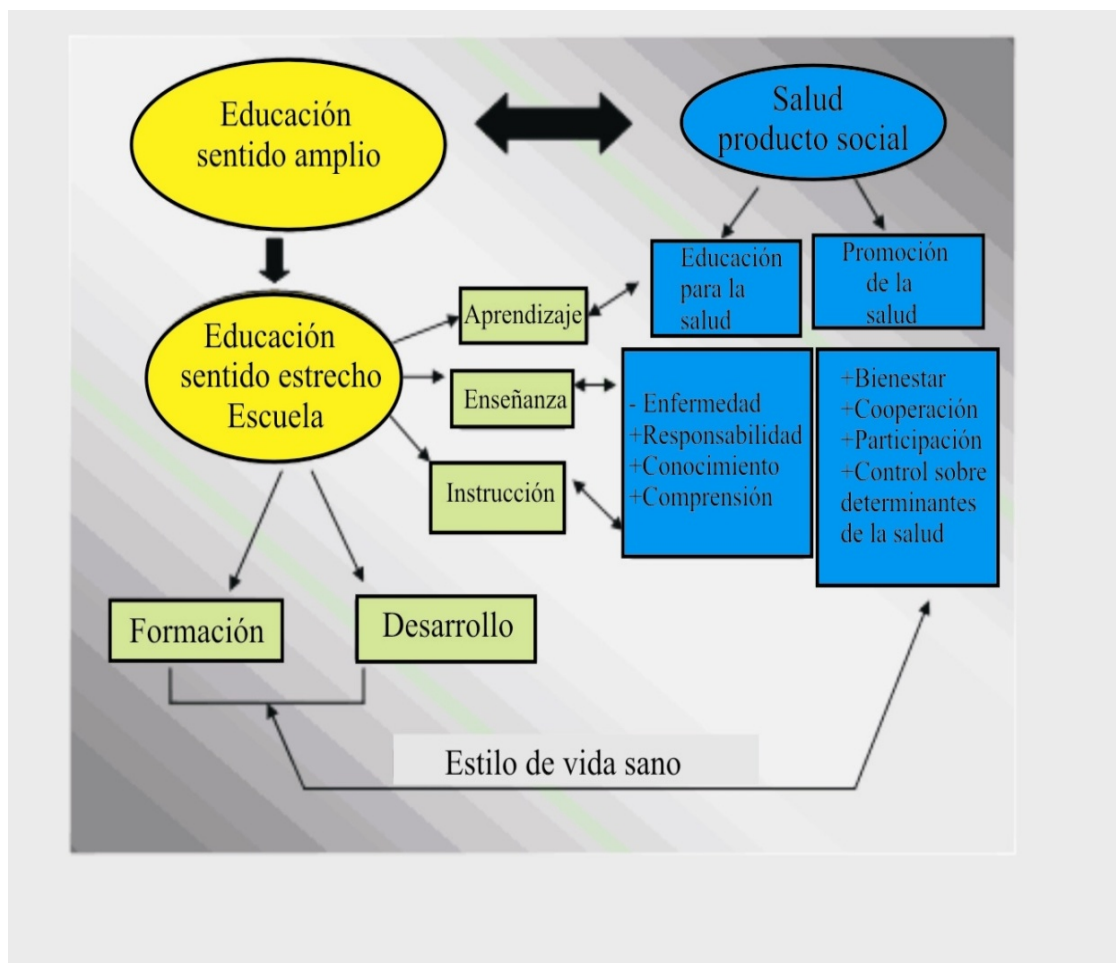 Educación
sentido amplio
Salud
producto social
Educación
para la
salud
Promoción
de la
salud
Educación
sentido estrecho
Escuela
Aprendizaje
Enseñanza
Instrucción
- Enfermedad
+Responsabilidad
+Conocimiento
+Comprensión
+Bienestar
+Cooperación
+Participación
+Control sobre
determinantes
de la salud
Formación
Desarrollo
Estilo de vida sano